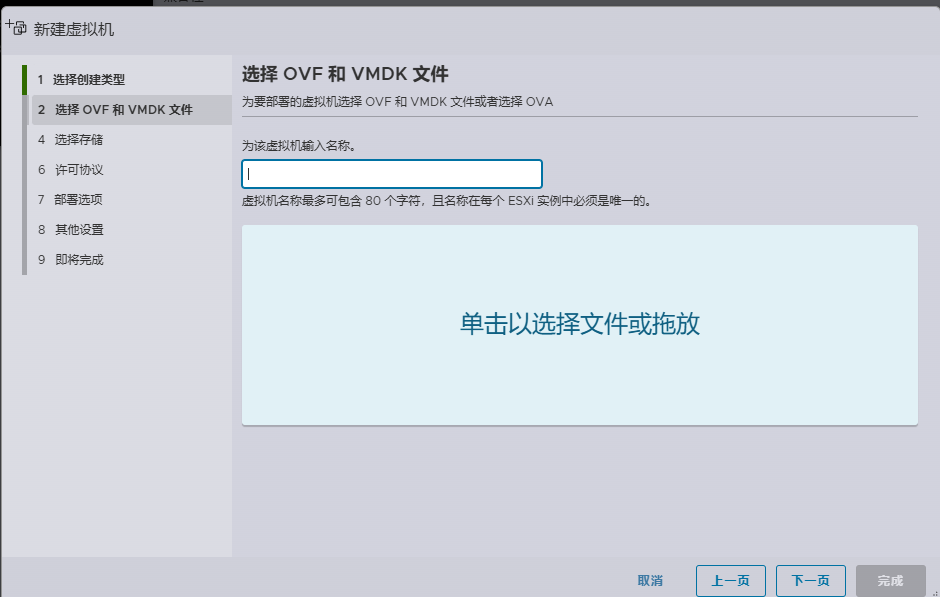 新建虚拟机
1 选择创建类型
2 选择 OVF 和 VMDK 文件
4 选择存储
6 许可协议
7 部署选项
8 其他设置
9 即将完成
选择 OVF 和 VMDK 文件
为要部署的虚拟机选择 OVF 和 VMDK 文件或者选择 OVA
为该虚拟机输入名称。
虚拟机名称最多可包含 80 个字符，且名称在每个 ESXi 实例中必须是唯一的。
单击以选择文件或拖放
取消
上一页
下一页
完成